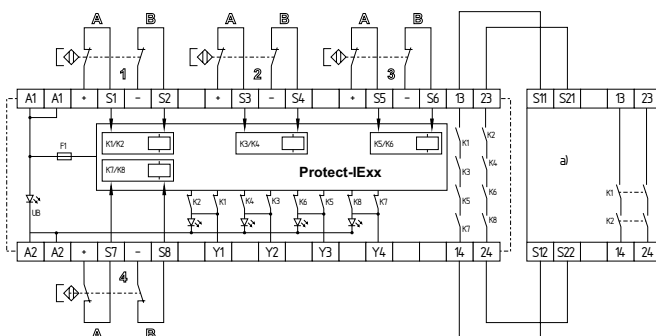 A B A B A B
1 2 3
A1 A1 + S1 - S2 + S3 - S4 + S5 - S6 13 23 S11 S21 13 23
F1 K1/K2 K3/K4 K5/K6 K1 K2
K7/K8 Protect-IExx K3 K4 a)
UB K2 K1 K4 K3 K6 K5 K8 K7 K5 K6 K1
K7 K8 K2
A2 A2 + S7 - S8 Y1 Y2 Y3 Y4 14 24 S12 S22 14 24
4
A B